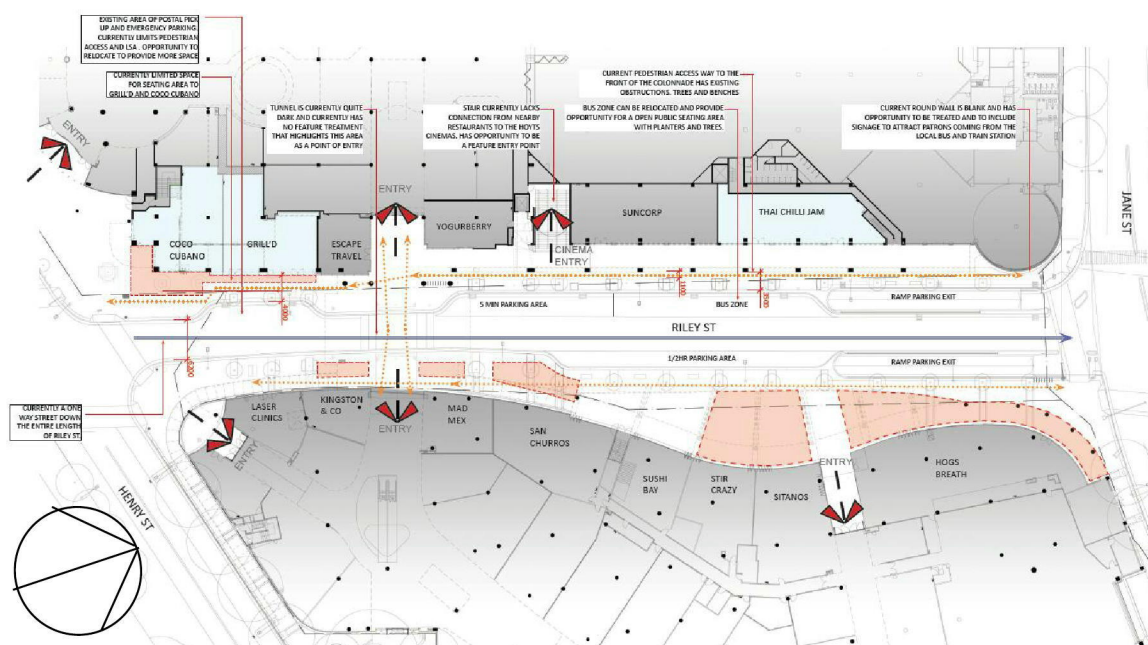 EXISTING AREA OF POSTAL PICK
UP AND EMERGENCY PARKING.
CURRENTLY LIMITS PEDESTRIAN
ACCESS AND LSA . OPPORTUNITY TO
RELOCATE TO PROVIDE MORE SPACE
CURRENTLY LIMITED SPACE
FOR SEATING AREA TO
GRILL'D AND COCO CUBANO
TUNNEL IS CURRENTLY QUITE
DARK AND CURRENTLY HAS
NO FEATURE TREATMENT
THAT HIGHLIGHTS THIS AREA
AS A POINT OF ENTRY
STAIR CURRENTLY LACKS
CONNECTION FROM NEARBY
RESTAURANTS TO THE HOYTS
CINEMAS. HAS OPPORTUNITY TO BE
A FEATURE ENTRY POINT
CURRENT PEDESTRIAN ACCESS WAY TO THE
FRONT OF THE COLONNADE HAS EXISTING
OBSTRUCTIONS. TREES AND BENCHES
BUS ZONE CAN BE RELOCATED AND PROVIDE
OPPORTUNITY FOR A OPEN PUBLIC SEATING AREA
WITH PLANTERS AND TREES.
CURRENT ROUND WALL IS BLANK AND HAS
OPPORTUNITY TO BE TREATED AND TO INCLUDE
SIGNAGE TO ATTRACT PATRONS COMING FROM THE
LOCAL BUS AND TRAIN STATION
ENTRY
ENTRY
COCO
CUBANO
GRILL'D
ESCAPE
TRAVEL
YOGURBERRY
CINEMA
ENTRY
SUNCORP
THAI CHILLI JAM
JANE ST
4000
1800
3500
5 MIN PARKING AREA
BUS ZONE
RAMP PARKING EXIT
RILEY ST
6200
1/2HR PARKING AREA
RAMP PARKING EXIT
CURRENTLY A ONE
WAY STREET DOWN
THE ENTIRE LENGTH
OF RILEY ST.
LASER
CLINICS
KINGSTON
& CO
ENTRY
MAD
MEX
SAN
CHURROS
ENTRY
SUSHI
BAY
STIR
CRAZY
SITANOS
ENTRY
HOGS
BREATH
HENRY ST